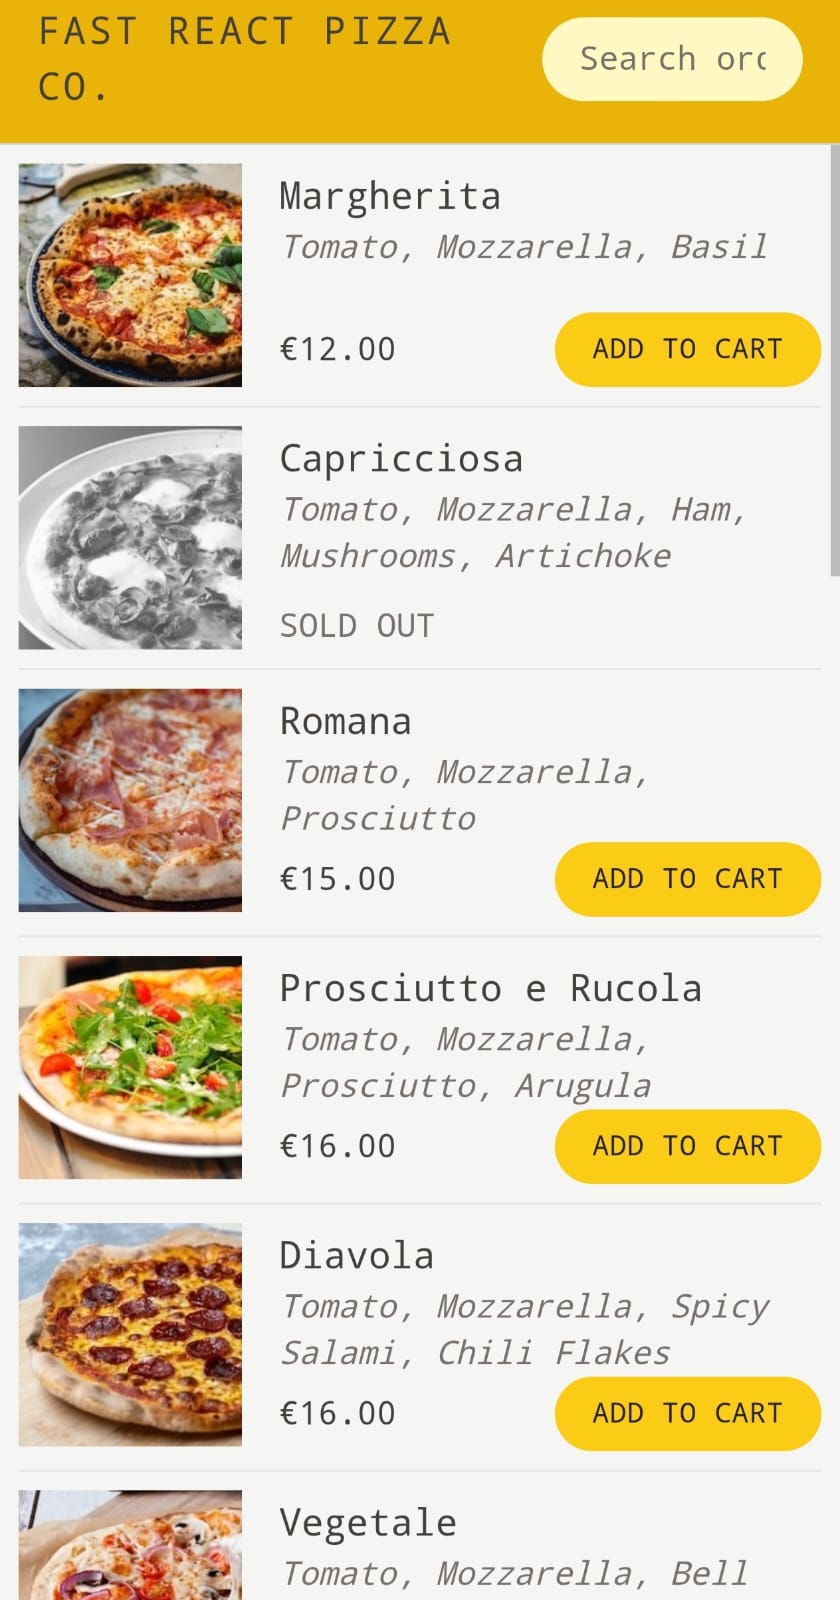 FAST REACT PIZZA
CO.
Search
Margherita
Tomato, Mozzarella, Basil
€12.00
ADD TO CART
Capricciosa
Tomato, Mozzarella, Ham,
Mushrooms, Artichoke
SOLD OUT
Romana
Tomato, Mozzarella,
Prosciutto
€15.00
ADD TO CART
Prosciutto e Rucola
Tomato, Mozzarella,
Prosciutto, Arugula
€16.00
ADD TO CART
Diavola
Tomato, Mozzarella, Spicy
Salami, Chili Flakes
€16.00
ADD TO CART
Vegetale
Tomato, Mozzarella, Bell